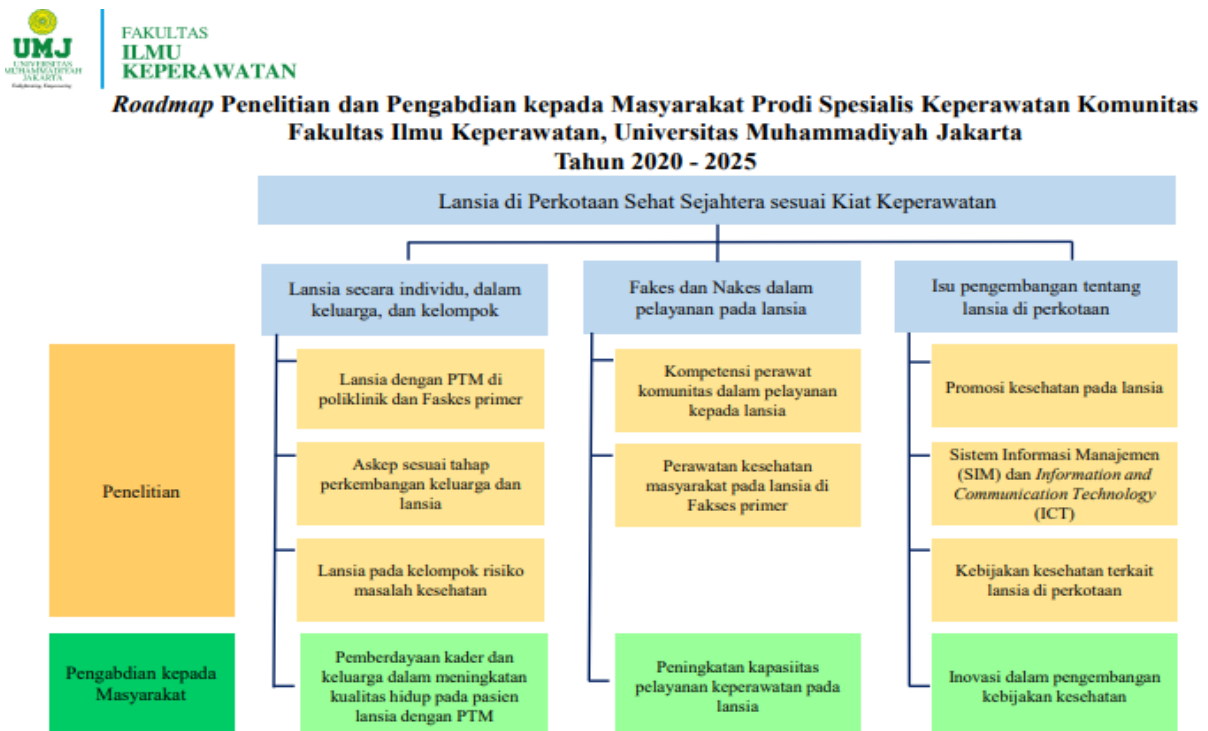 UMJ
UNIVERSITAS
MUHAMMADIYAH
JAKARTA
FAKULTAS
ILMU
KEPERAWATAN
Roadmap Penelitian dan Pengabdian kepada Masyarakat Prodi Spesialis Keperawatan Komunitas
Fakultas Ilmu Keperawatan, Universitas Muhammadiyah Jakarta
Tahun 2020 - 2025
Lansia di Perkotaan Sehat Sejahtera sesuai Kiat Keperawatan
Lansia secara individu, dalam
keluarga, dan kelompok
Fakes dan Nakes dalam
pelayanan pada lansia
Isu pengembangan tentang
lansia di perkotaan
Penelitian
Lansia dengan PTM di
poliklinik dan Faskes primer
Askep sesuai tahap
perkembangan keluarga dan
lansia
Lansia pada kelompok risiko
masalah kesehatan
Kompetensi perawat
komunitas dalam pelayanan
kepada lansia
Perawatan kesehatan
masyarakat pada lansia di
Fakses primer
Promosi kesehatan pada lansia
Sistem Informasi Manajemen
(SIM) dan Information and
Communication Technology
(ICT)
Kebijakan kesehatan terkait
lansia di perkotaan
Pengabdian kepada
Masyarakat
Pemberdayaan kader dan
keluarga dalam meningkatan
kualitas hidup pada pasien
lansia dengan PTM
Peningkatan kapasiitas
pelayanan keperawatan pada
lansia
Inovasi dalam pengembangan
kebijakan kesehatan